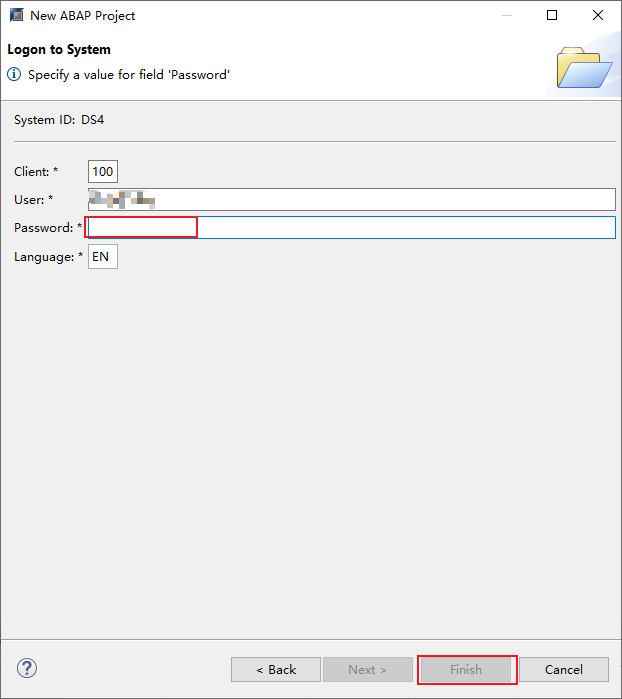 New ABAP Project
Logon to System
Specify a value for field 'Password'
System ID: DS4
Client: * 100
User: *
Password: *
Language: * EN
< Back Next > Finish Cancel